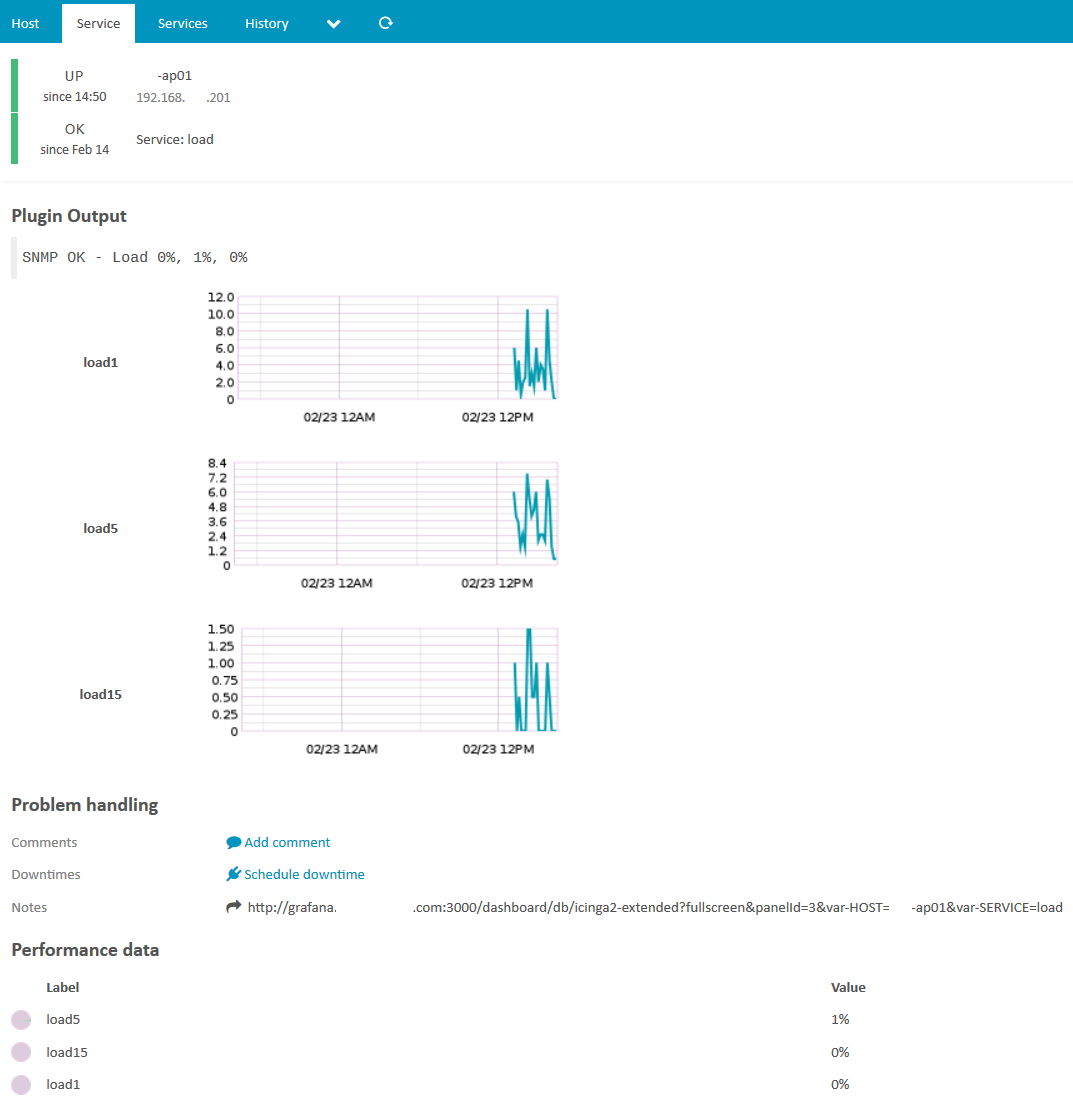 Host Service Services History
UP -ap01
since 14:50 192.168. .201
OK
Service: load
since Feb 14
Plugin Output
SNMP OK - Load 0%, 1%, 0%
load1
12.0
10.0
8.0
6.0
4.0
2.0
0
02/23 12AM 02/23 12PM
load5
8.4
7.2
6.0
4.8
3.6
2.4
1.2
0
02/23 12AM 02/23 12PM
load15
1.50
1.25
1.00
0.75
0.50
0.25
0
02/23 12AM 02/23 12PM
Problem handling
Comments Add comment
Downtimes Schedule downtime
Notes http://grafana. .com:3000/dashboard/db/icinga2-extended?fullscreen&panelId=3&var-HOST= -ap01&var-SERVICE=load
Performance data
Label Value
load5 1%
load15 0%
load1 0%